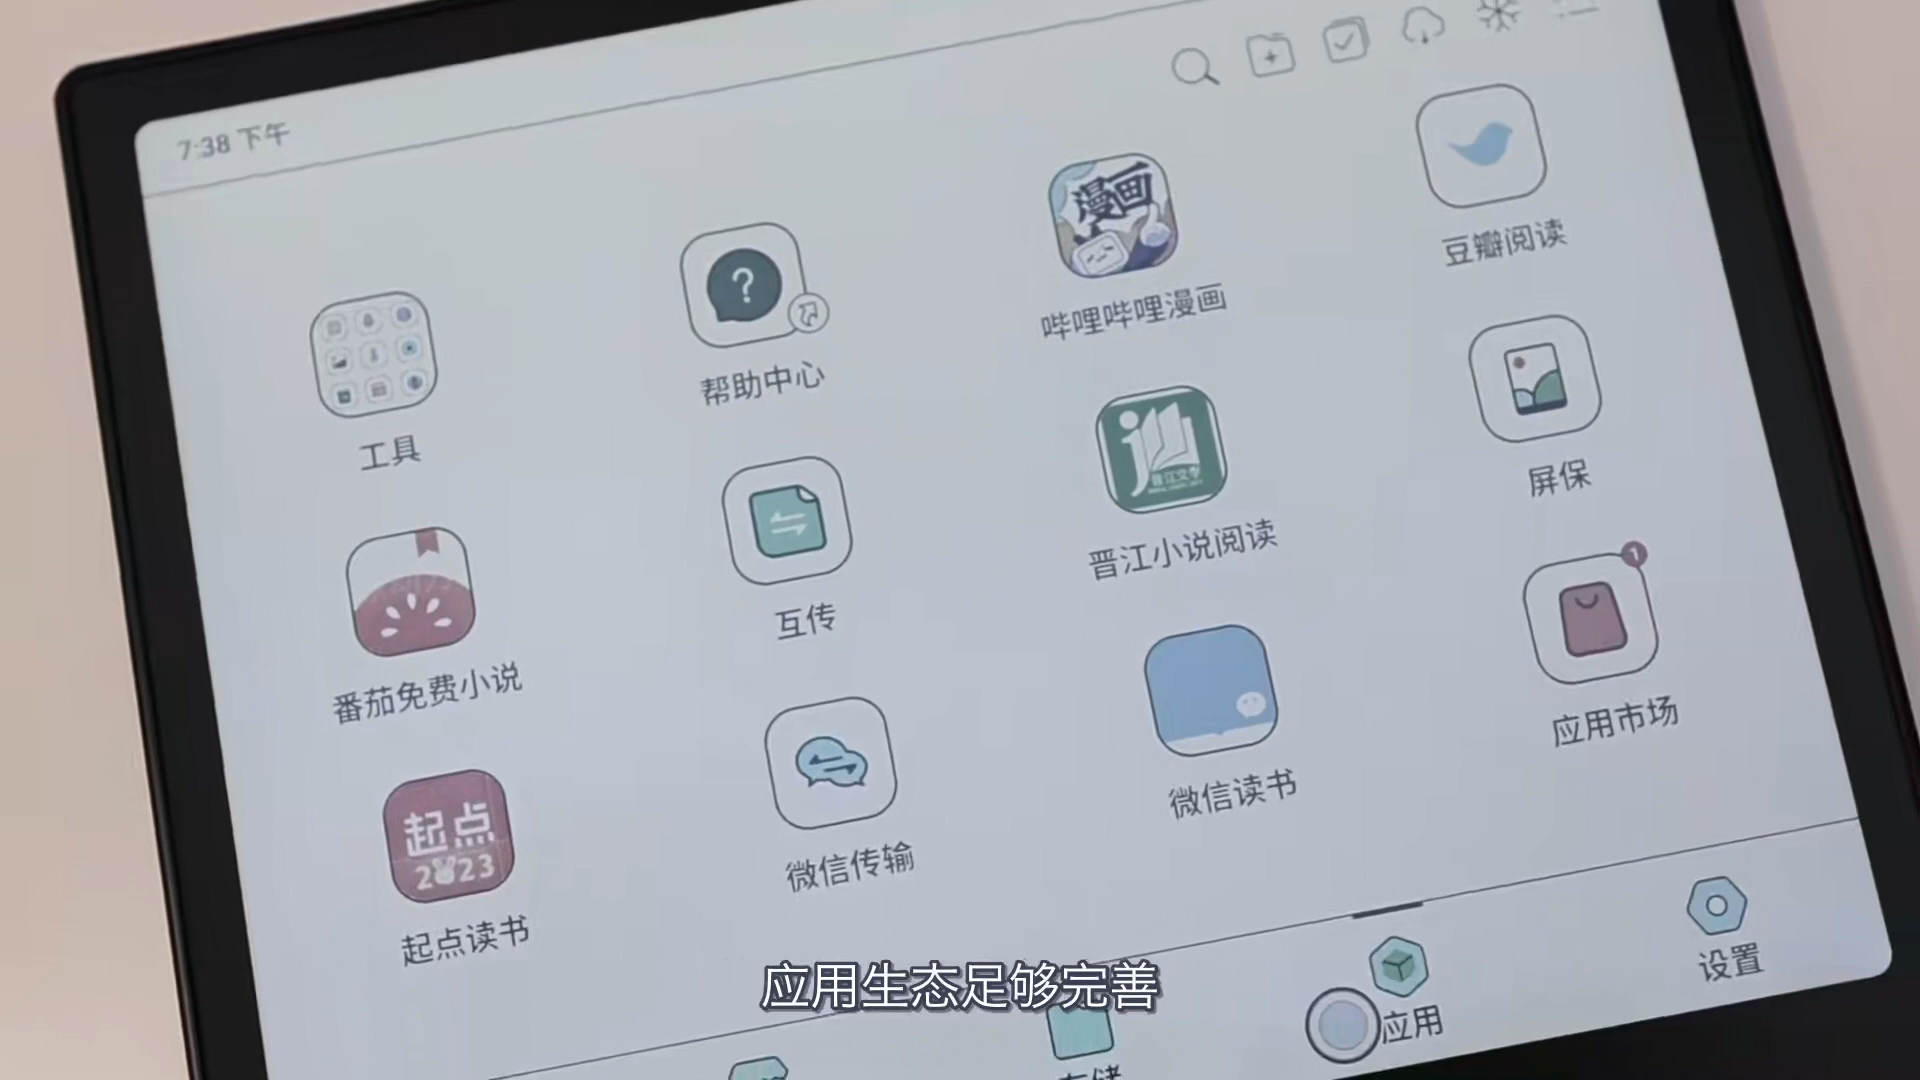 7:38 下午
工具
帮助中心
漫画
哔哩哔哩漫画
豆瓣阅读
番茄免费小说
互传
晋江文学
晋江小说阅读
屏保
起点
2023
起点读书
微信传输
微信读书
1
应用市场
应用生态足够完善
存储
应用
设置